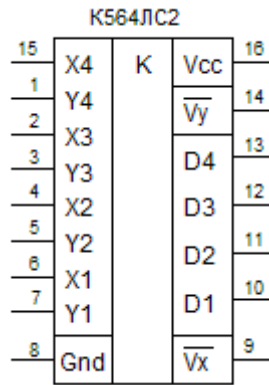 К564ЛС2
15 X4 K Vcc 16
1 Y4 Vy 14
2 X3 D4 13
3 Y3 D3 12
4 X2 D2 11
5 Y2 D1 10
6 X1
7 Y1
8 Gnd Vx 9